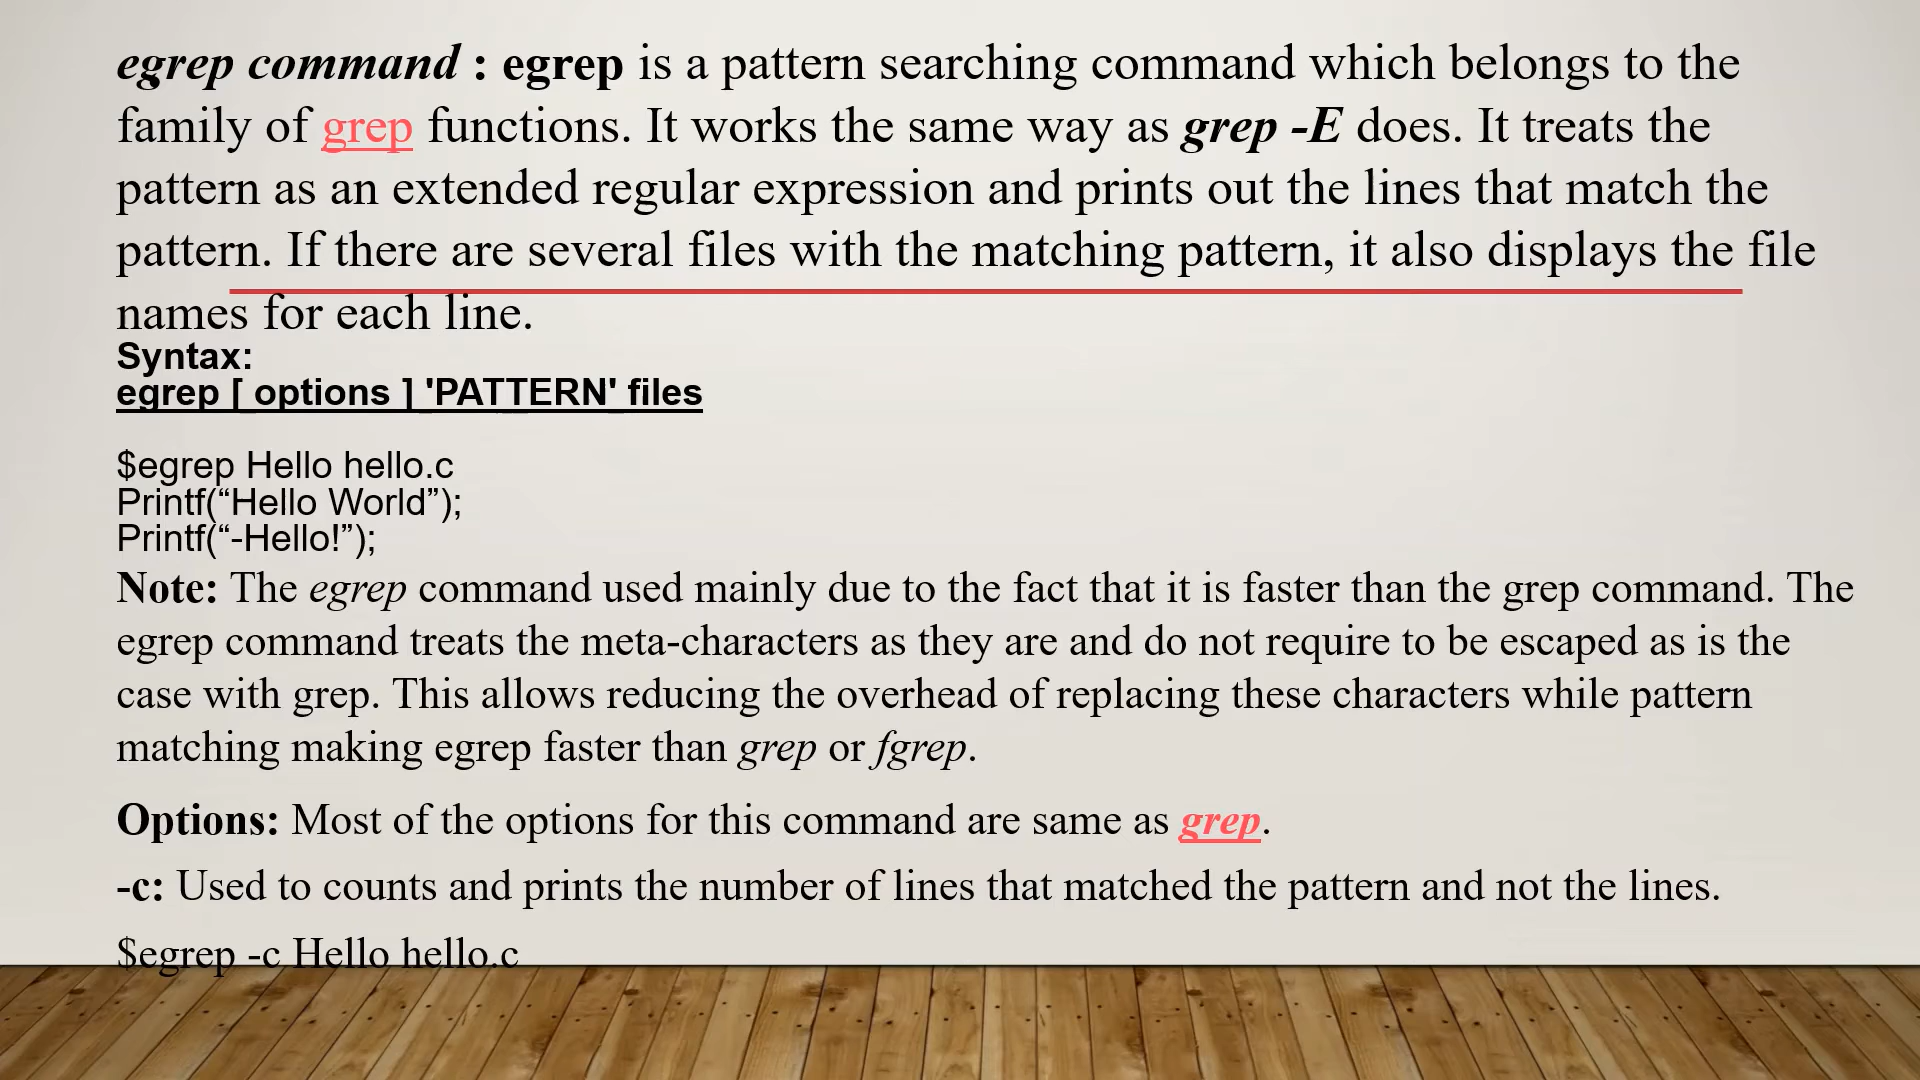 egrep command : egrep is a pattern searching command which belongs to the
family of grep functions. It works the same way as grep -E does. It treats the
pattern as an extended regular expression and prints out the lines that match the
pattern. If there are several files with the matching pattern, it also displays the file
names for each line.
Syntax:
egrep [ options ] 'PATTERN' files
$egrep Hello hello.c
Printf(“Hello World”);
Printf(“-Hello!”);
Note: The egrep command used mainly due to the fact that it is faster than the grep command. The
egrep command treats the meta-characters as they are and do not require to be escaped as is the
case with grep. This allows reducing the overhead of replacing these characters while pattern
matching making egrep faster than grep or fgrep.
Options: Most of the options for this command are same as grep.
-c: Used to counts and prints the number of lines that matched the pattern and not the lines.
$egrep -c Hello hello.c